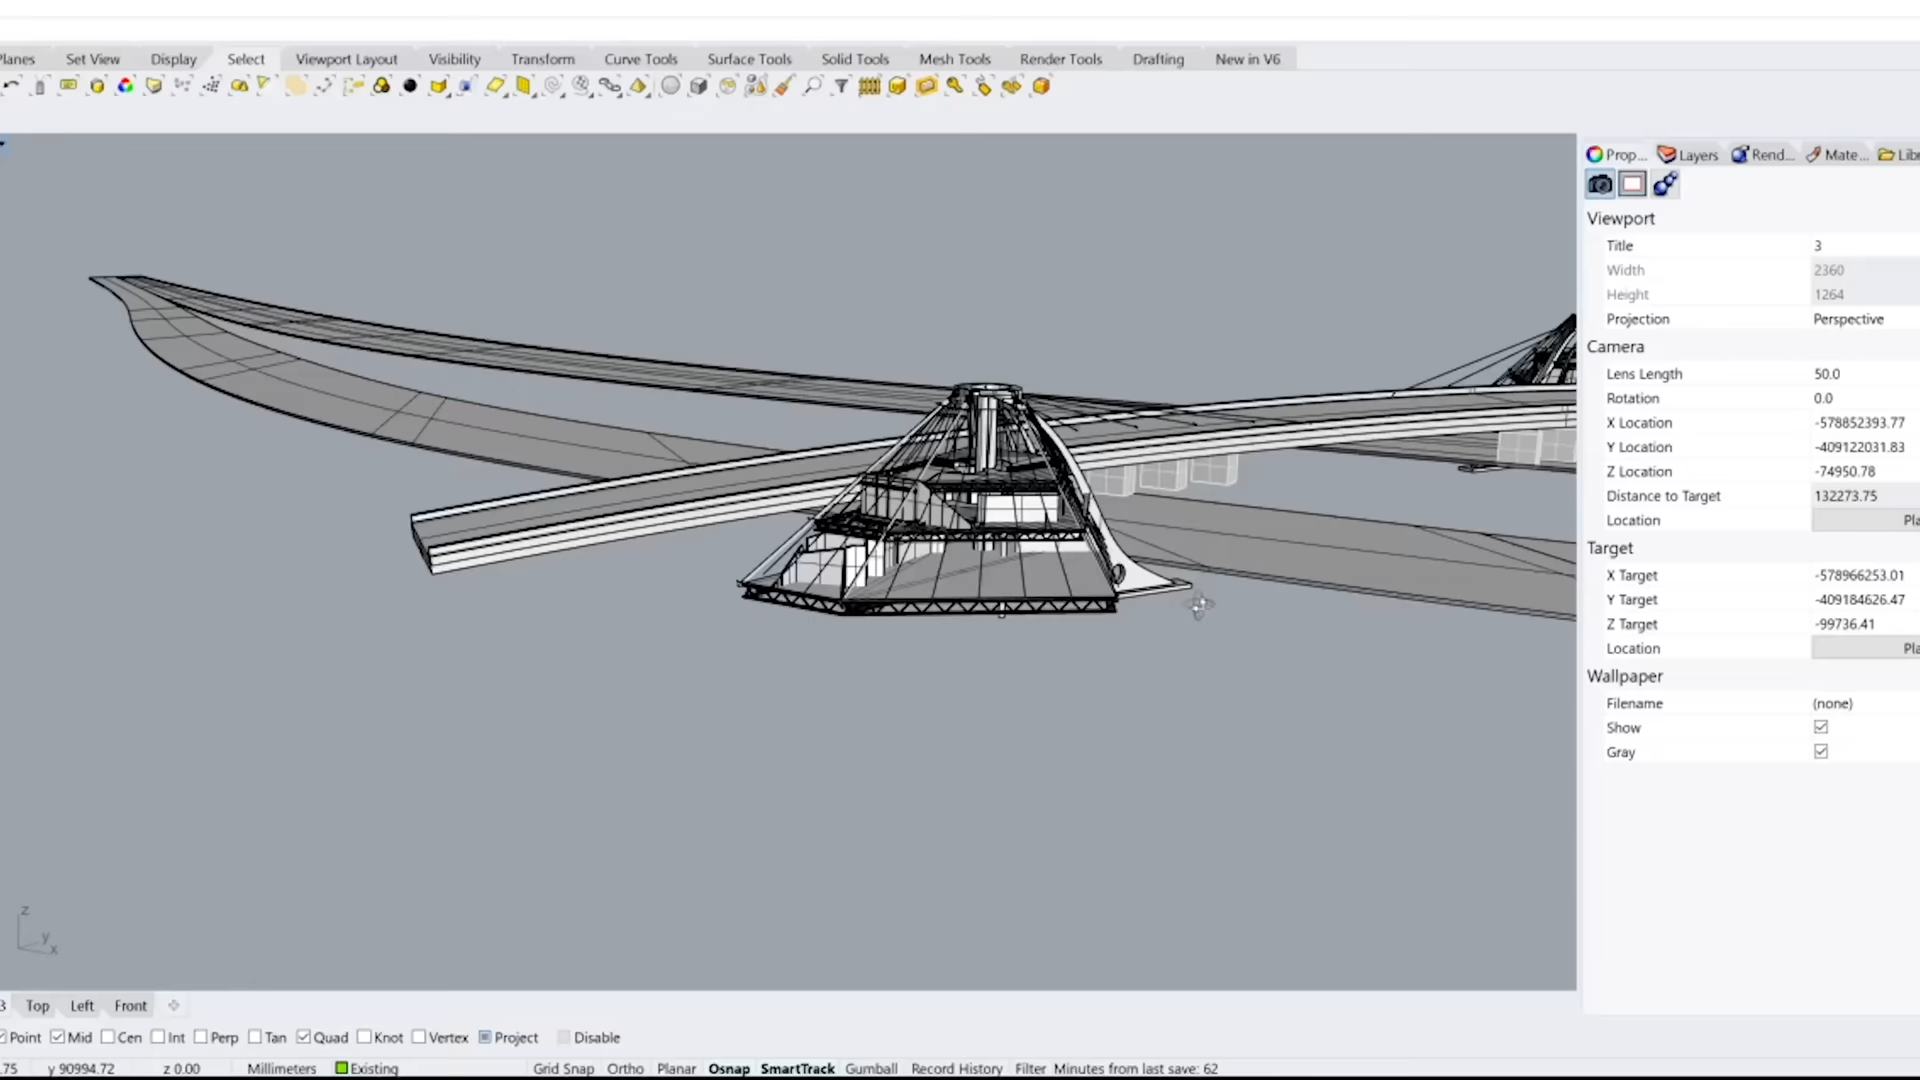 Planes Set View Display Select Viewport Layout Visibility Transform Curve Tools Surface Tools Solid Tools Mesh Tools Render Tools Drafting New in V6
Prop... Layers Rend... Mate... Libr
Viewport
Title 3
Width 2360
Height 1264
Projection Perspective
Camera
Lens Length 50.0
Rotation 0.0
X Location -578852393.77
Y Location -409122031.83
Z Location -74950.78
Distance to Target 132273.75
Location Pla
Target
X Target -578966253.01
Y Target -409184626.47
Z Target -99736.41
Location Pla
Wallpaper
Filename (none)
Show
Gray
z
y
x
3 Top Left Front
Point Mid Cen Int Perp Tan Quad Knot Vertex Project Disable
.75 y 90994.72 z 0.00 Millimeters Existing Grid Snap Ortho Planar Osnap SmartTrack Gumball Record History Filter Minutes from last save: 62